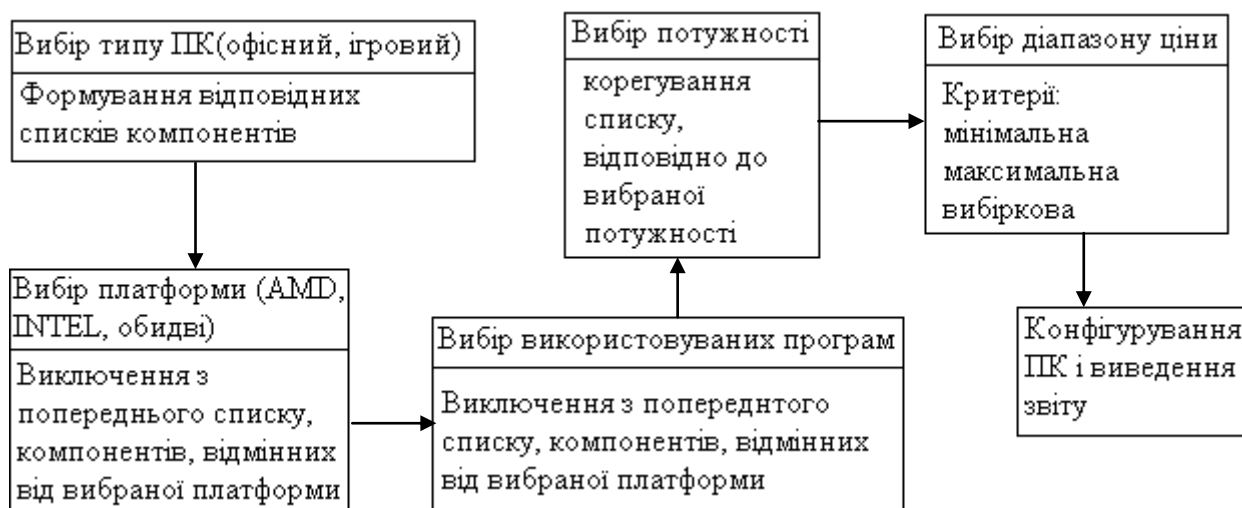 Вибір типу ПК(офісний, ігровий)
Формування відповідних
списків компонентів
Вибір платформи (AMD,
INTEL, обидві)
Виключення з
попереднього списку,
компонентів, відмінних
від вибраної платформи
Вибір використовуваних програм
Виключення з попереднтого
списку, компонентів, відмінних
від вибраної платформи
Вибір потужності
корегування
списку,
відповідно до
вибраної
потужності
Вибір діапазону ціни
Критерії:
мінімальна
максимальна
вибіркова
Конфігурування
ПК і виведення
звіту